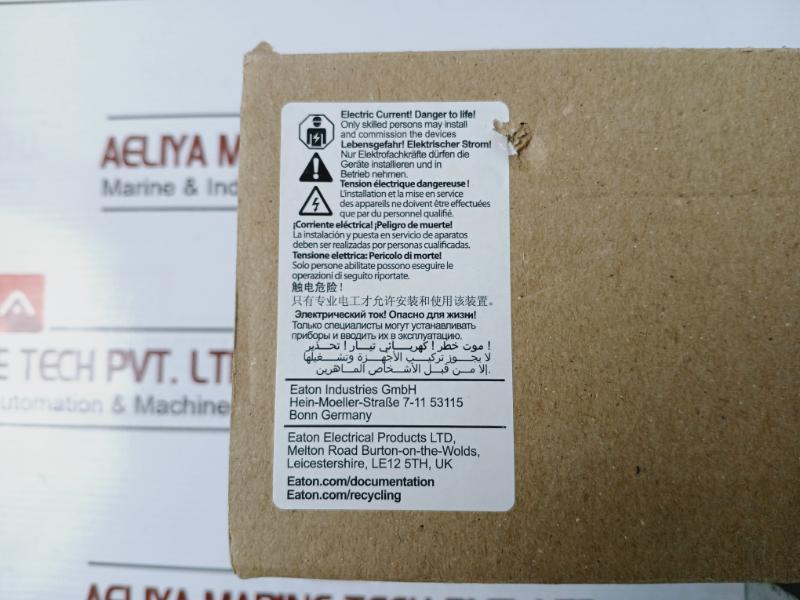 AELIYA MA
Marine & Indu
A
E TECH PVT. LT
utomation & Machine
AELIYA MARINE TECH PVT. LTD
Electric Current! Danger to life!
Only skilled persons may install
and commission the devices
Lebensgefahr! Elektrischer Strom!
Nur Elektrofachkräfte dürfen die
Geräte installieren und in
Betrieb nehmen.
Tension électrique dangereuse !
L'installation et la mise en service
des appareils ne doivent être effectuées
que par du personnel qualifié.
¡Corriente eléctrica! ¡Peligro de muerte!
La instalación y puesta en servicio de aparatos
deben ser realizadas por personas cualificadas.
Tensione elettrica: Pericolo di morte!
Solo persone abilitate possono eseguire le
operazioni di seguito riportate.
触电危险！
只有专业电工才允许安装和使用该装置。
Электрический ток! Опасно для жизни!
Только специалисты могут устанавливать
приборы и вводить их в эксплуатацию.
! موت خطر ! كهربائي تيار ! تحذير
لا يجوز تركيب الأجهزة وتشغيلها
إلا من قبل الأشخاص الماهرين.
Eaton Industries GmbH
Hein-Moeller-Straße 7-11 53115
Bonn Germany
Eaton Electrical Products LTD,
Melton Road Burton-on-the-Wolds,
Leicestershire, LE12 5TH, UK
Eaton.com/documentation
Eaton.com/recycling